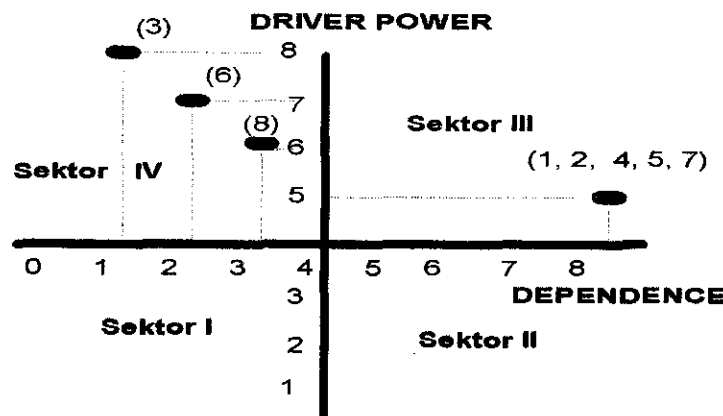 DRIVER POWER
(3)
8
(6)
7
(8)
6
Sektor III
Sektor IV
(1, 2, 4, 5, 7)
5
0 1 2 3 4 5 6 7 8
3
DEPENDENCE
Sektor I
2
Sektor II
1